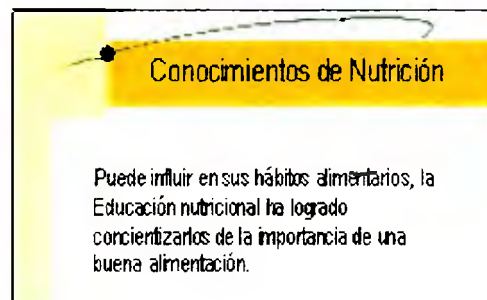 Conocimientos de Nutrición
Puede influir en sus hábitos alimentarios, la
Educación nutricional ha logrado
concientizarlos de la importancia de una
buena alimentación.